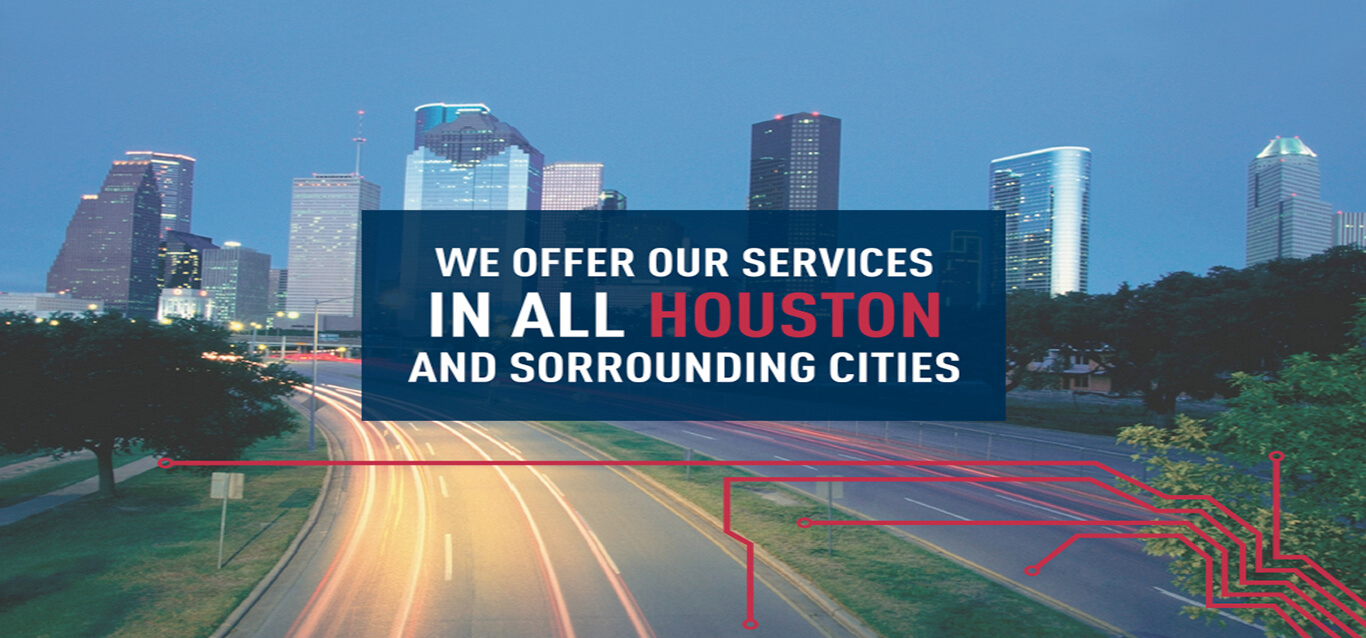 WE OFFER OUR SERVICES
IN ALL HOUSTON
AND SORROUNDING CITIES